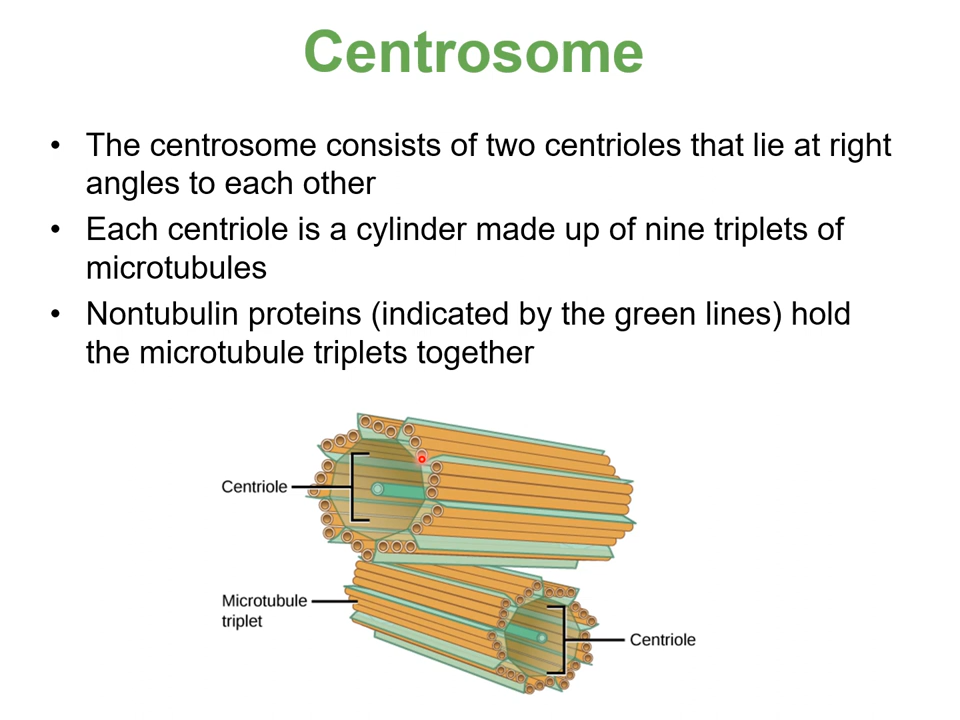 Centrosome
• The centrosome consists of two centrioles that lie at right
angles to each other
• Each centriole is a cylinder made up of nine triplets of
microtubules
• Nontubulin proteins (indicated by the green lines) hold
the microtubule triplets together
Centriole
Microtubule
triplet
Centriole